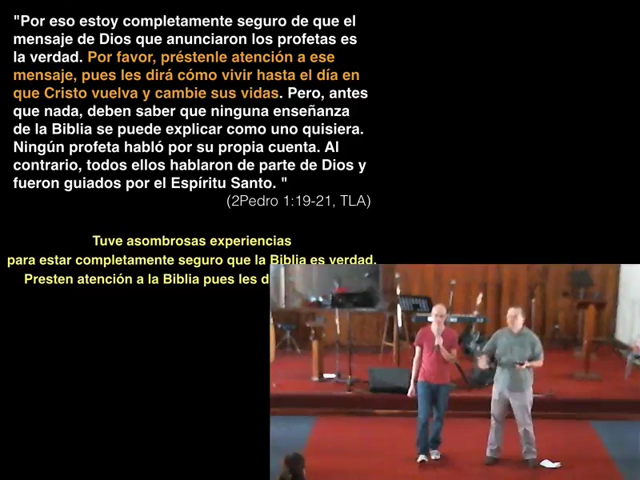 "Por eso estoy completamente seguro de que el
mensaje de Dios que anunciaron los profetas es
la verdad. Por favor, préstenle atención a ese
mensaje, pues les dirá cómo vivir hasta el día en
que Cristo vuelva y cambie sus vidas. Pero, antes
que nada, deben saber que ninguna enseñanza
de la Biblia se puede explicar como uno quisiera.
Ningún profeta habló por su propia cuenta. Al
contrario, todos ellos hablaron de parte de Dios y
fueron guiados por el Espíritu Santo. "
(2Pedro 1:19-21, TLA)
Tuve asombrosas experiencias
para estar completamente seguro que la Biblia es verdad.
Presten atención a la Biblia pues les